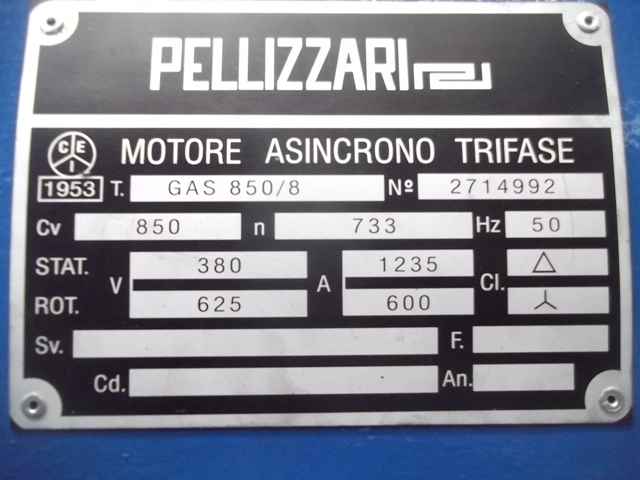 PELLIZZARI
CEI MOTORE ASINCRONO TRIFASE
1953 T. GAS 850/8 Nº 2714992
Cv 850 n 733 Hz 50
STAT. V 380 A 1235 Cl. △
ROT. 625 600
Sv. F.
Cd. An.